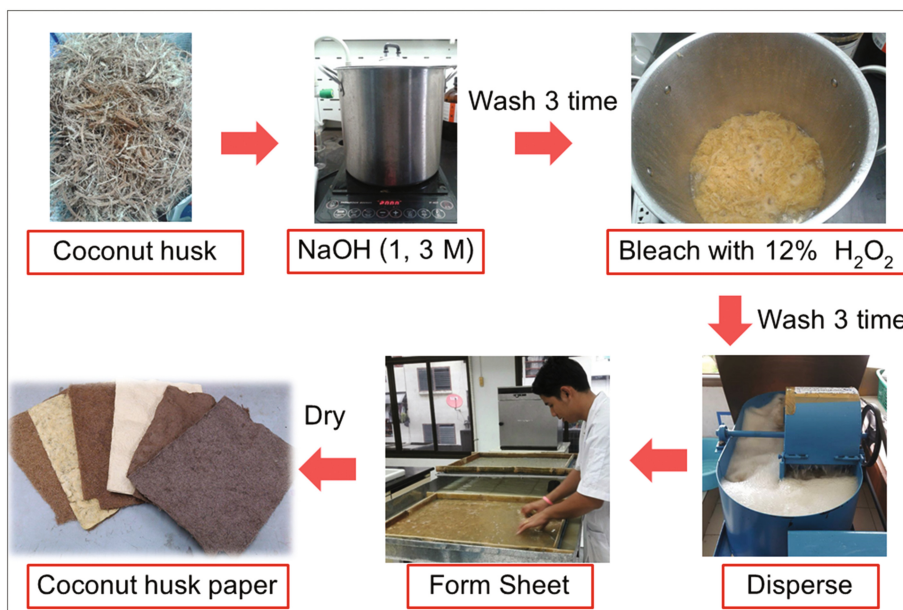 Coconut husk
NaOH (1, 3 M)
Wash 3 time
Bleach with 12% H₂O₂
Wash 3 time
Disperse
Form Sheet
Dry
Coconut husk paper